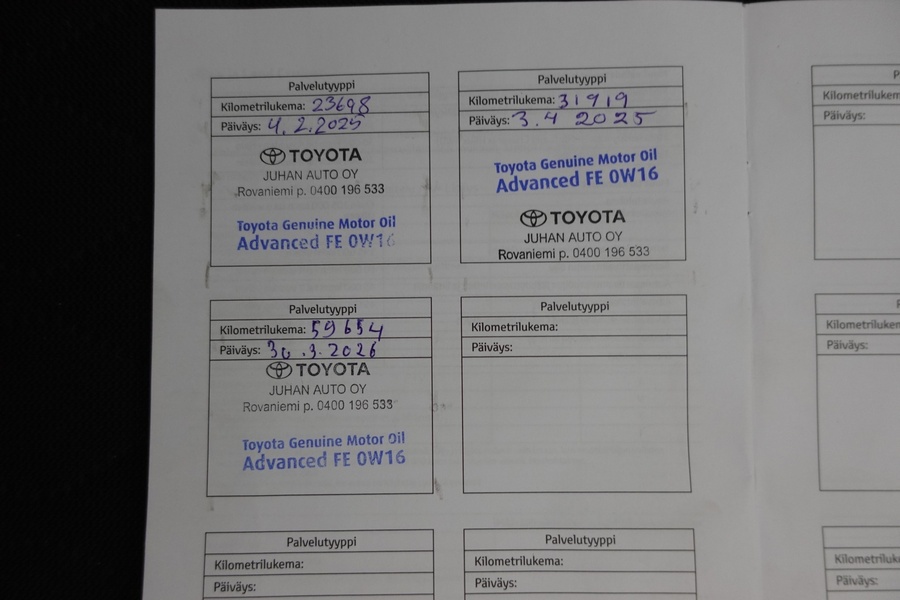 Palvelutyyppi
Kilometrilukema: 23698
Päiväys: 4.2.2025
TOYOTA
JUHAN AUTO OY
Rovaniemi p. 0400 196 533
Toyota Genuine Motor Oil
Advanced FE 0W16
Palvelutyyppi
Kilometrilukema: 31919
Päiväys: 3.4 2025
Toyota Genuine Motor Oil
Advanced FE 0W16
TOYOTA
JUHAN AUTO OY
Rovaniemi p. 0400 196 533
Palvelutyyppi
Kilometrilukema: 59654
Päiväys: 30.3.2026
TOYOTA
JUHAN AUTO OY
Rovaniemi p. 0400 196 533
Toyota Genuine Motor Oil
Advanced FE 0W16
Palvelutyyppi
Kilometrilukema:
Päiväys:
Palvelutyyppi
Kilometrilukema:
Päiväys:
Palvelutyyppi
Kilometrilukema:
Päiväys:
Päiväys:
Päiväys:
Päiväys: